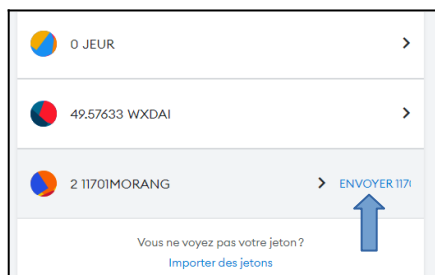 0 JEUR
49.57633 WXDAI
2 11701MORANG
ENVOYER 1170
Vous ne voyez pas votre jeton ?
Importer des jetons